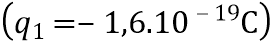 (q₁ =− 1,6.10 ⁻¹⁹C)